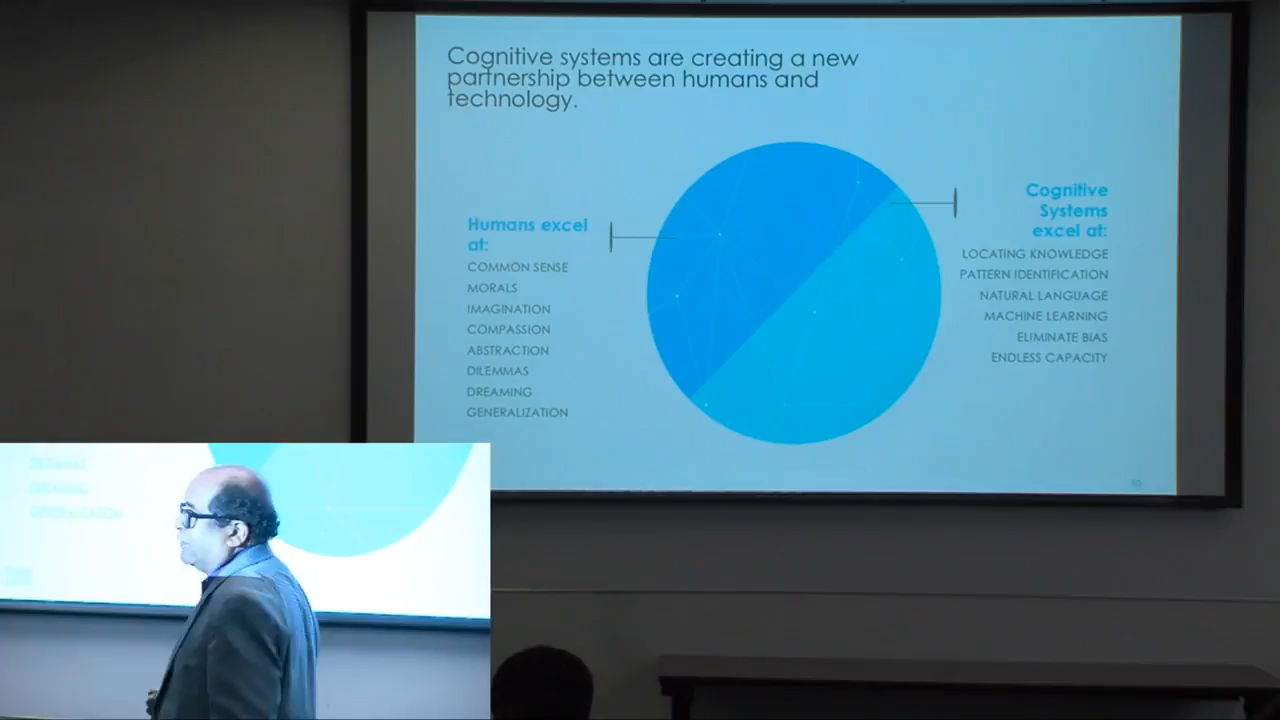 Cognitive systems are creating a new
partnership between humans and
technology.
Humans excel
at:
COMMON SENSE
MORALS
IMAGINATION
COMPASSION
ABSTRACTION
DILEMMAS
DREAMING
GENERALIZATION
Cognitive
Systems
excel at:
LOCATING KNOWLEDGE
PATTERN IDENTIFICATION
NATURAL LANGUAGE
MACHINE LEARNING
ELIMINATE BIAS
ENDLESS CAPACITY